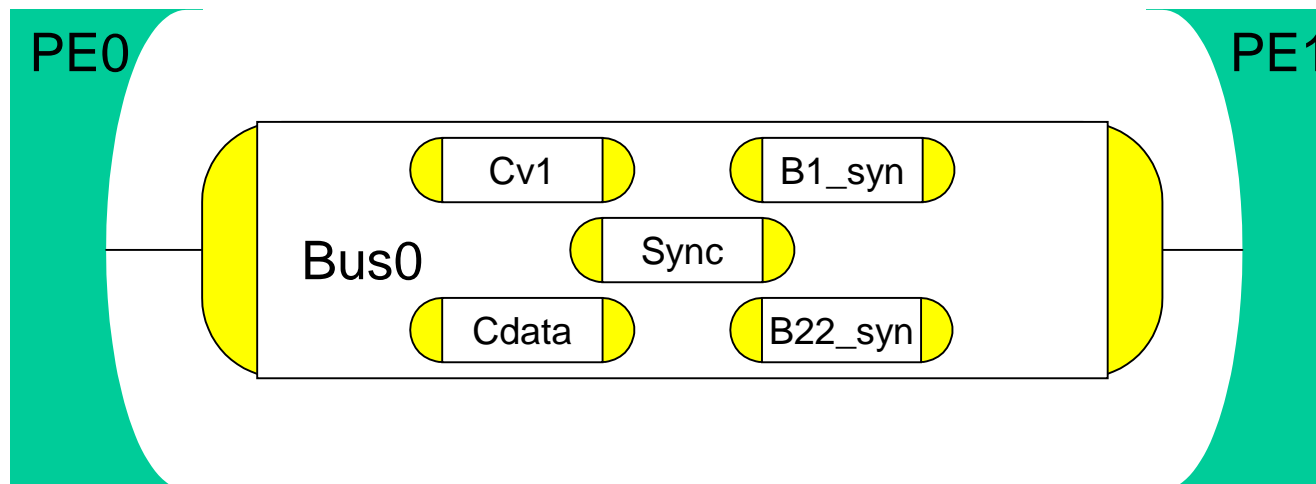 PE0
PE1
Cv1
B1_syn
Sync
Bus0
Cdata
B22_syn